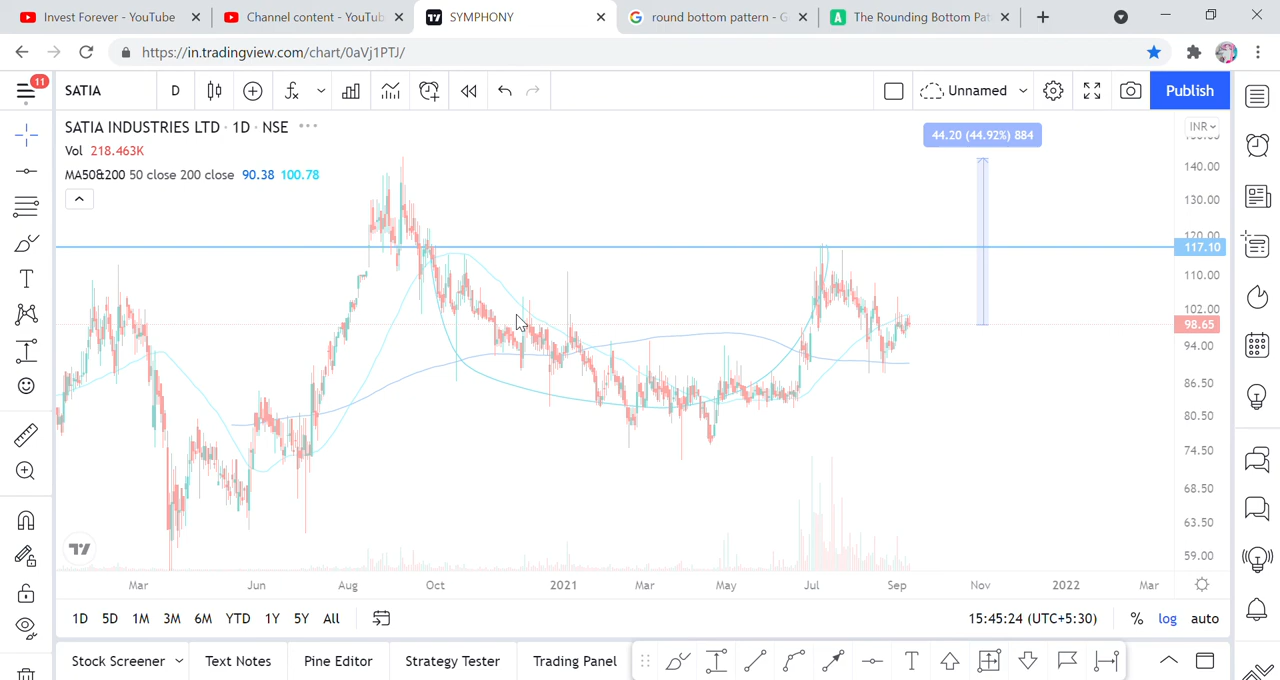 Invest Forever - YouTube
Channel content - YouTub
SYMPHONY
round bottom pattern - G
The Rounding Bottom Pat
https://in.tradingview.com/chart/0aVj1PTJ/
11
SATIA
D
Unnamed
Publish
SATIA INDUSTRIES LTD · 1D · NSE
Vol 218.463K
MA50&200 50 close 200 close 90.38 100.78
44.20 (44.92%) 884
INR
140.00
130.00
120.00
117.10
110.00
102.00
98.65
94.00
86.50
80.50
74.50
68.50
63.50
59.00
Mar Jun Aug Oct 2021 Mar May Jul Sep Nov 2022 Mar
1D 5D 1M 3M 6M YTD 1Y 5Y All
15:45:24 (UTC+5:30) % log auto
Stock Screener Text Notes Pine Editor Strategy Tester Trading Panel